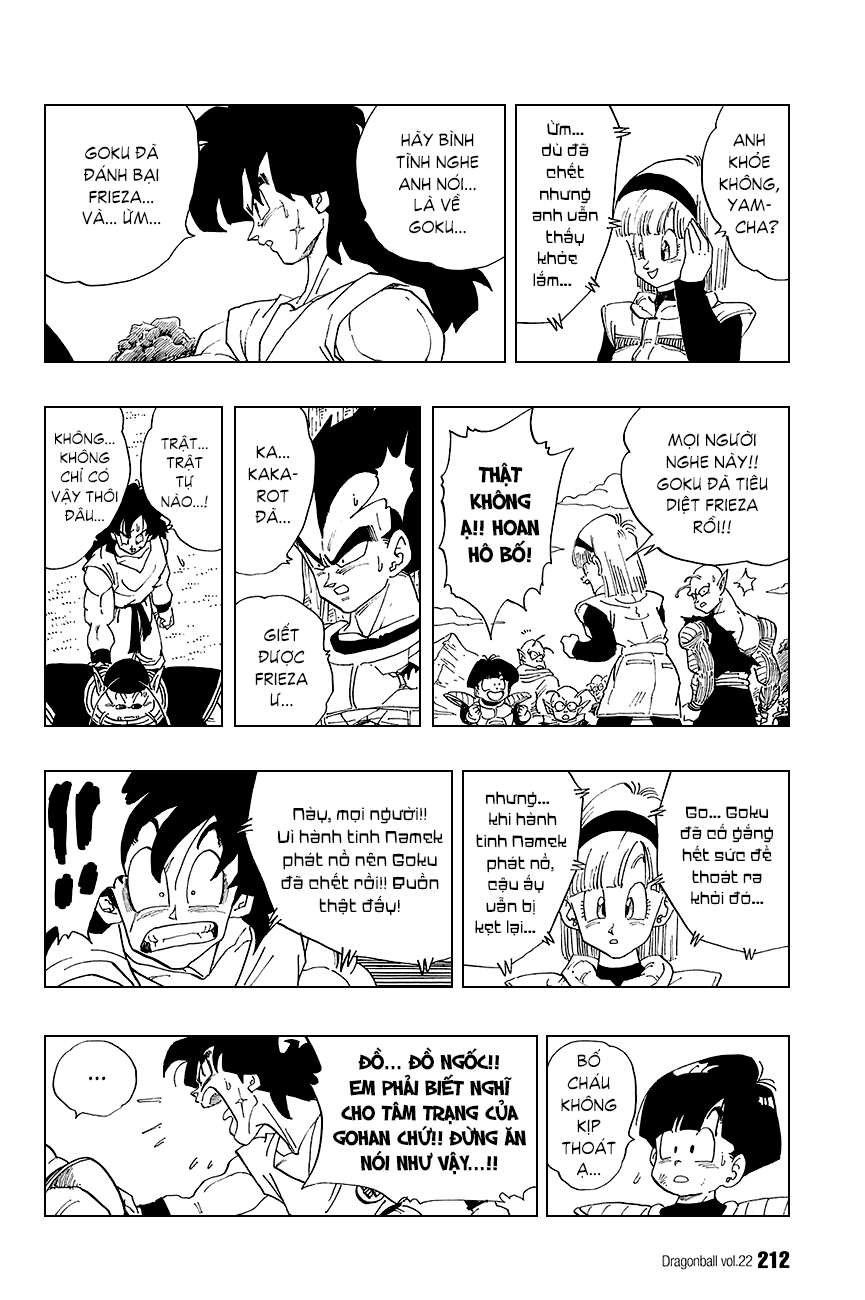 ANH
KHỎE
KHÔNG,
YAM-
CHA?
Ừm...
dù đã
chết
nhưng
anh vẫn
thấy
khỏe
lắm...
HÃY BÌNH
TĨNH NGHE
ANH NÓI...
LÀ VỀ
GOKU...
GOKU ĐÃ
ĐÁNH BẠI
FRIEZA...
VÀ... ỪM...
MỌI NGƯỜI
NGHE NÀY!!
GOKU ĐÃ TIÊU
DIỆT FRIEZA
RỒI!!
THẬT
KHÔNG
Ạ!! HOAN
HÔ BỐ!
KA...
KAKA-
ROT
ĐÃ...
GIẾT
ĐƯỢC
FRIEZA
Ư...
TRẬT...
TRẬT
TỰ
NÀO...!
KHÔNG...
KHÔNG
CHỈ CÓ
VẬY THÔI
ĐÂU...
Go... Goku
đã cố gắng
hết sức để
thoát ra
khỏi đó...
nhưng...
khi hành
tinh Namek
phát nổ,
cậu ấy
vẫn bị
kẹt lại...
Này, mọi người!!
Vì hành tinh Namek
phát nổ nên Goku
đã chết rồi!! Buồn
thật đấy!
!!
BỐ
CHÁU
KHÔNG
KỊP
THOÁT
Ạ...
ĐỒ... ĐỒ NGỐC!!
EM PHẢI BIẾT NGHĨ
CHO TÂM TRẠNG CỦA
GOHAN CHỨ!! ĐỪNG ĂN
NÓI NHƯ VẬY...!!
...
Dragonball vol.22 212